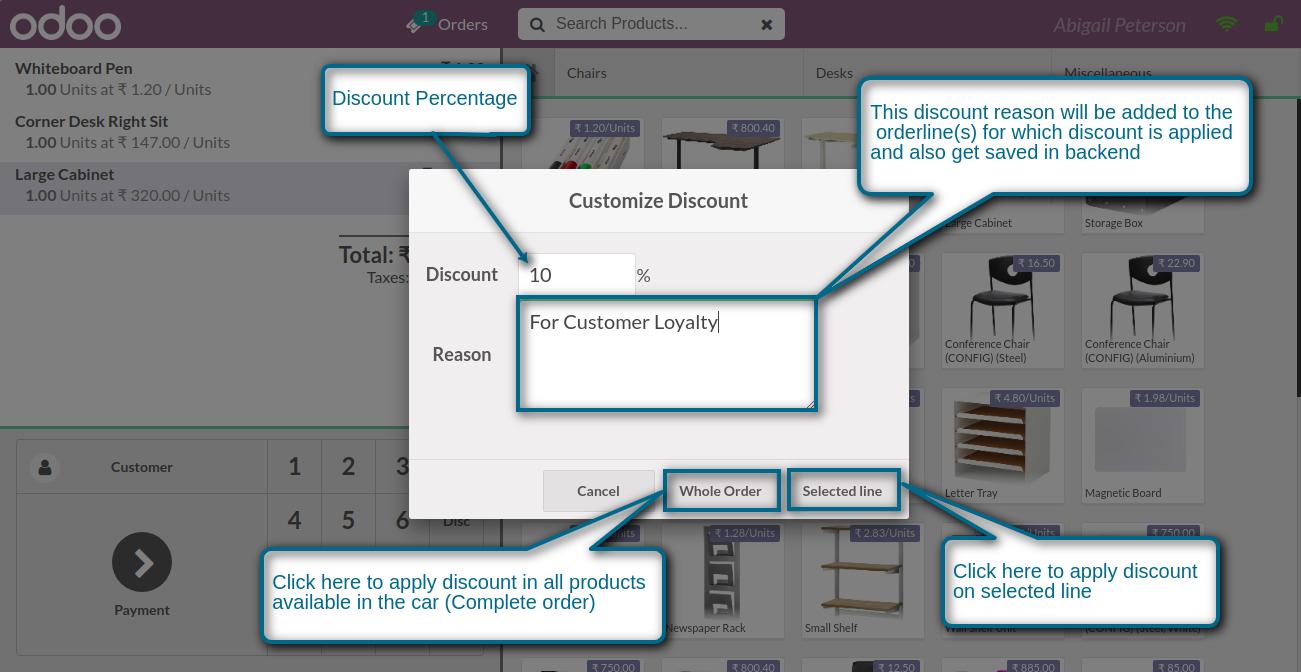 odoo
1
Orders
Search Products...
Abigail Peterson
Whiteboard Pen
1.00 Units at ₹ 1.20 / Units
Corner Desk Right Sit
1.00 Units at ₹ 147.00 / Units
Large Cabinet
1.00 Units at ₹ 320.00 / Units
Total: ₹
Taxes:
Chairs
Desks
Miscellaneous
Discount Percentage
This discount reason will be added to the
orderline(s) for which discount is applied
and also get saved in backend
₹ 1.20/Units
₹ 800.40
Customize Discount
Discount
10
%
Reason
For Customer Loyalty
Cancel
Whole Order
Selected line
Large Cabinet
Storage Box
₹ 16.50
₹ 22.90
Conference Chair
(CONFIG) (Steel)
Conference Chair
(CONFIG) (Aluminium)
₹ 4.80/Units
₹ 1.98/Units
Letter Tray
Magnetic Board
Customer
1
2
3
4
5
6
Disc
Payment
Click here to apply discount in all products
available in the car (Complete order)
Click here to apply discount
on selected line
₹ 1.28/Units
₹ 2.83/Units
₹ 750.00
Newspaper Rack
Small Shelf
Wall Shelf Unit
(CONFIG) (Steel, White)
₹ 750.00
₹ 800.40
₹ 12.50
₹ 885.00
₹ 85.00